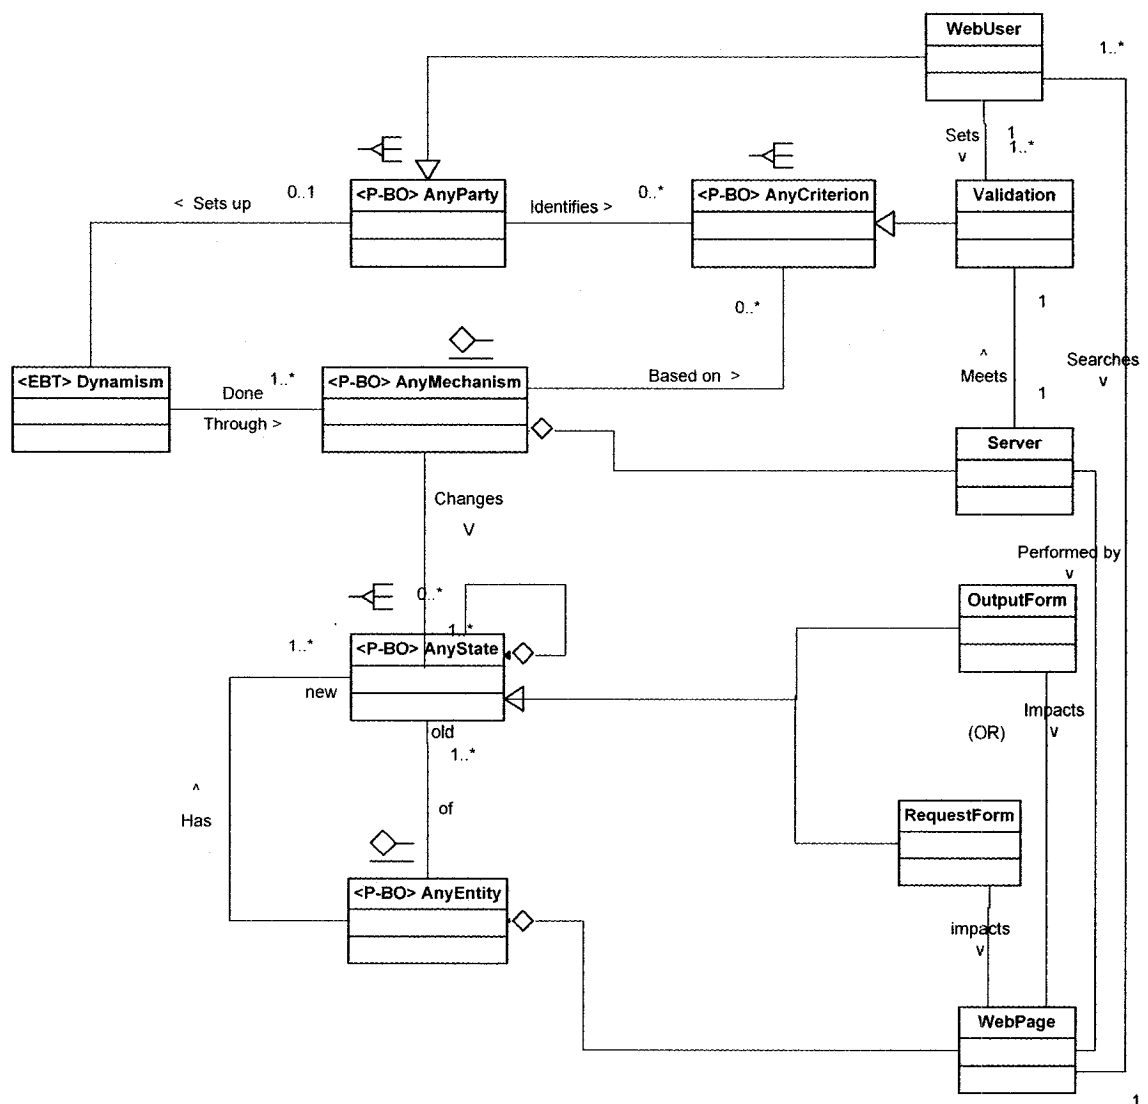 WebUser
1..*
Sets
v
1
1..*
<P-BO> AnyParty
<P-BO> AnyCriterion
Validation
< Sets up
0..1
Identifies >
0..*
0..*
1
^
Meets
1
Searches
v
<EBT> Dynamism
1..*
Done
Through >
<P-BO> AnyMechanism
Based on >
Server
Changes
V
Performed by
v
0..*
1..*
OutputForm
1..*
<P-BO> AnyState
new
old
1..*
Impacts
v
(OR)
^
Has
of
RequestForm
<P-BO> AnyEntity
impacts
v
WebPage
1